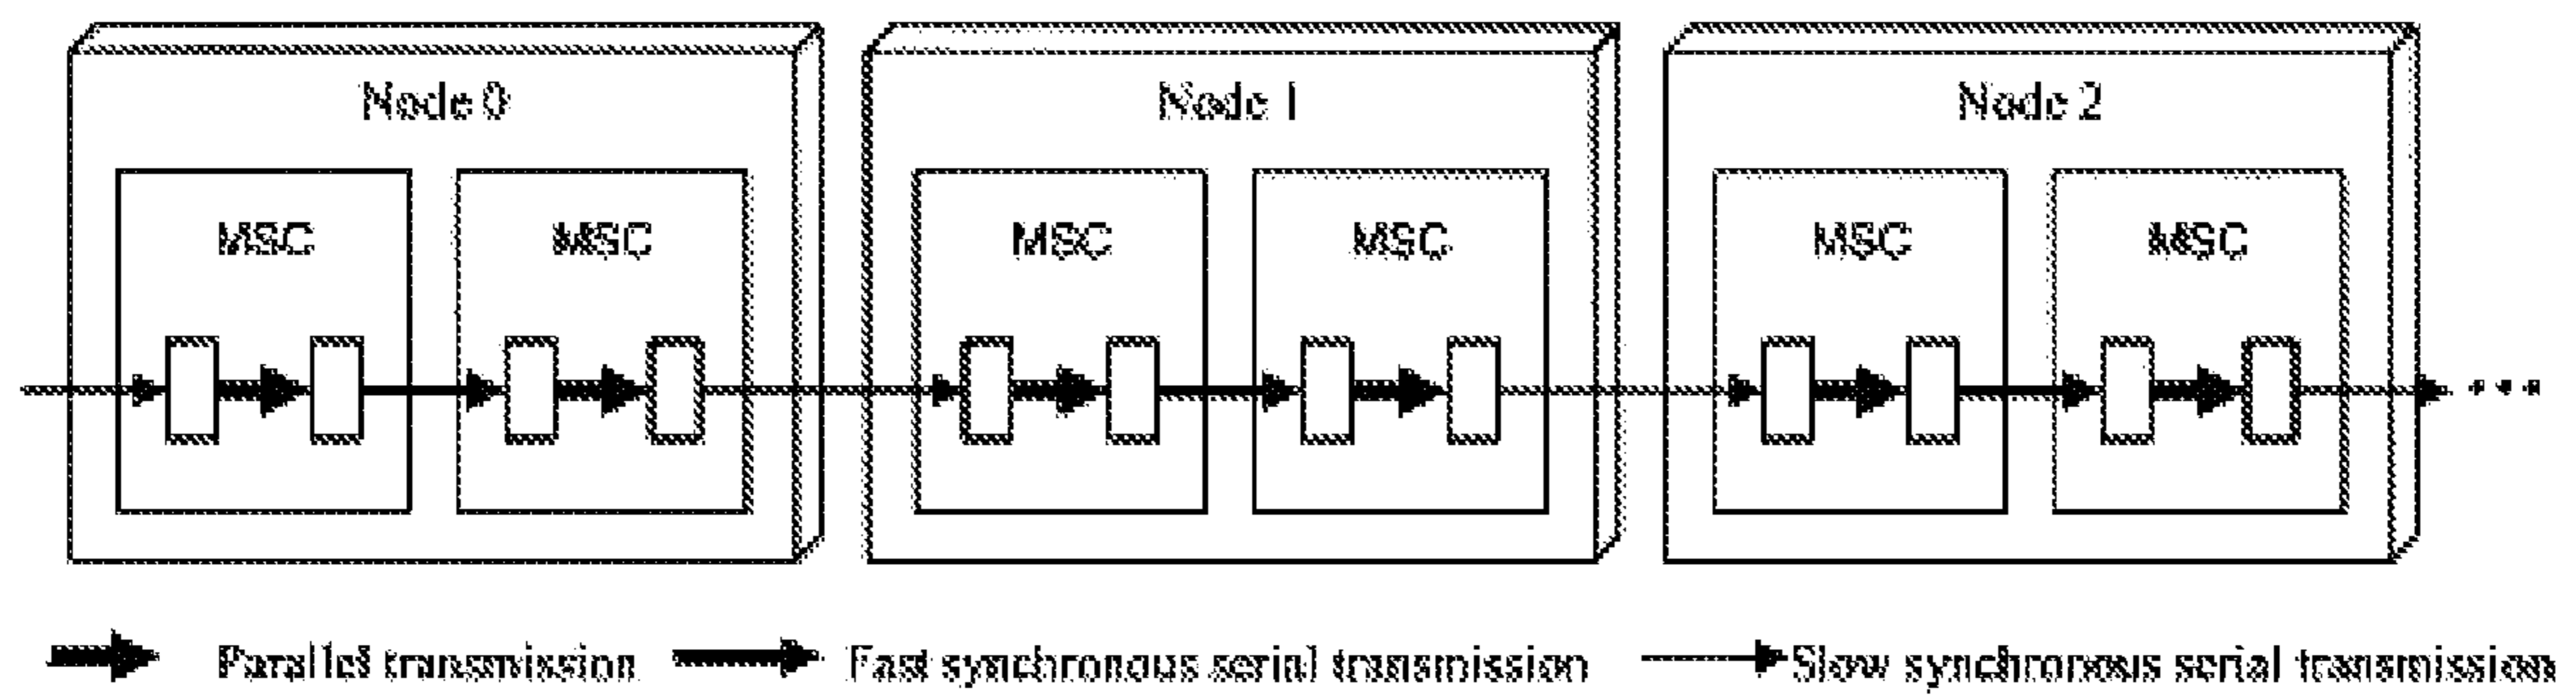 Node 0 Node 1 Node 2
MSC MSC MSC MSC MSC MSC
Parallel transmission Fast synchronous serial transmission Slow synchronous serial transmission